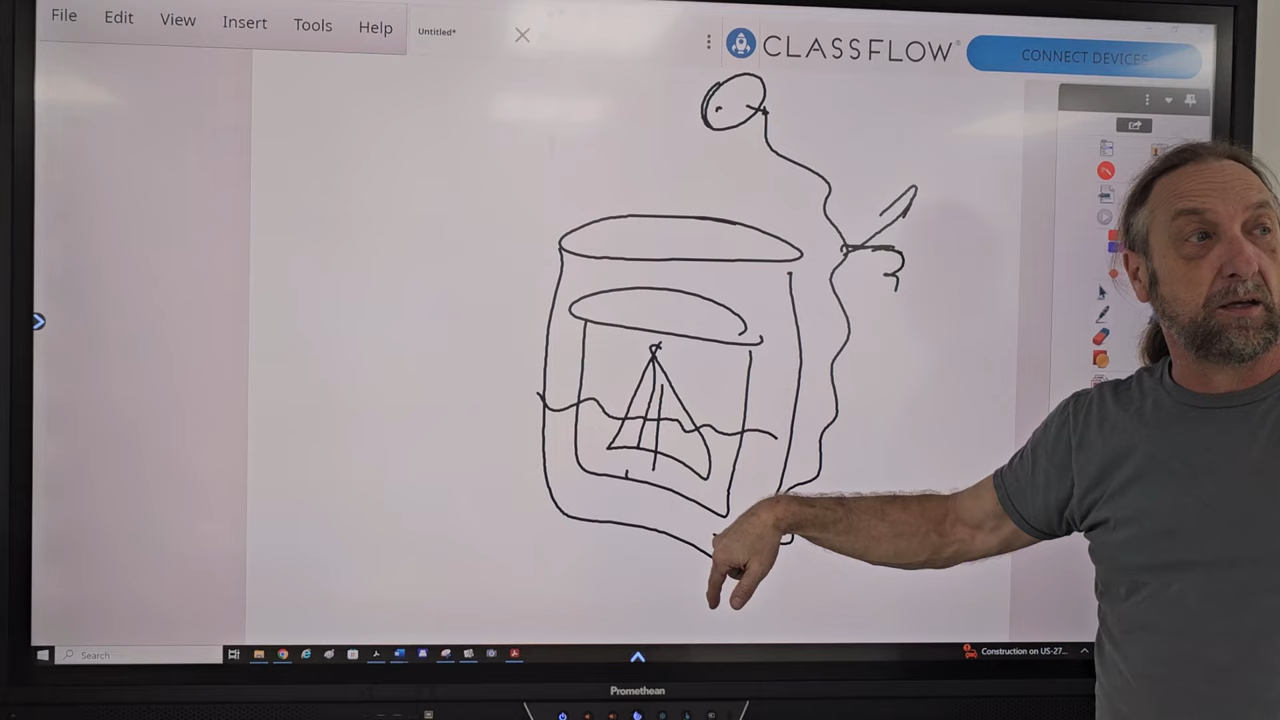 File Edit View Insert Tools Help
Untitled*
CLASSFLOW
CONNECT DEVICES
Search
Construction on US-27...
Promethean